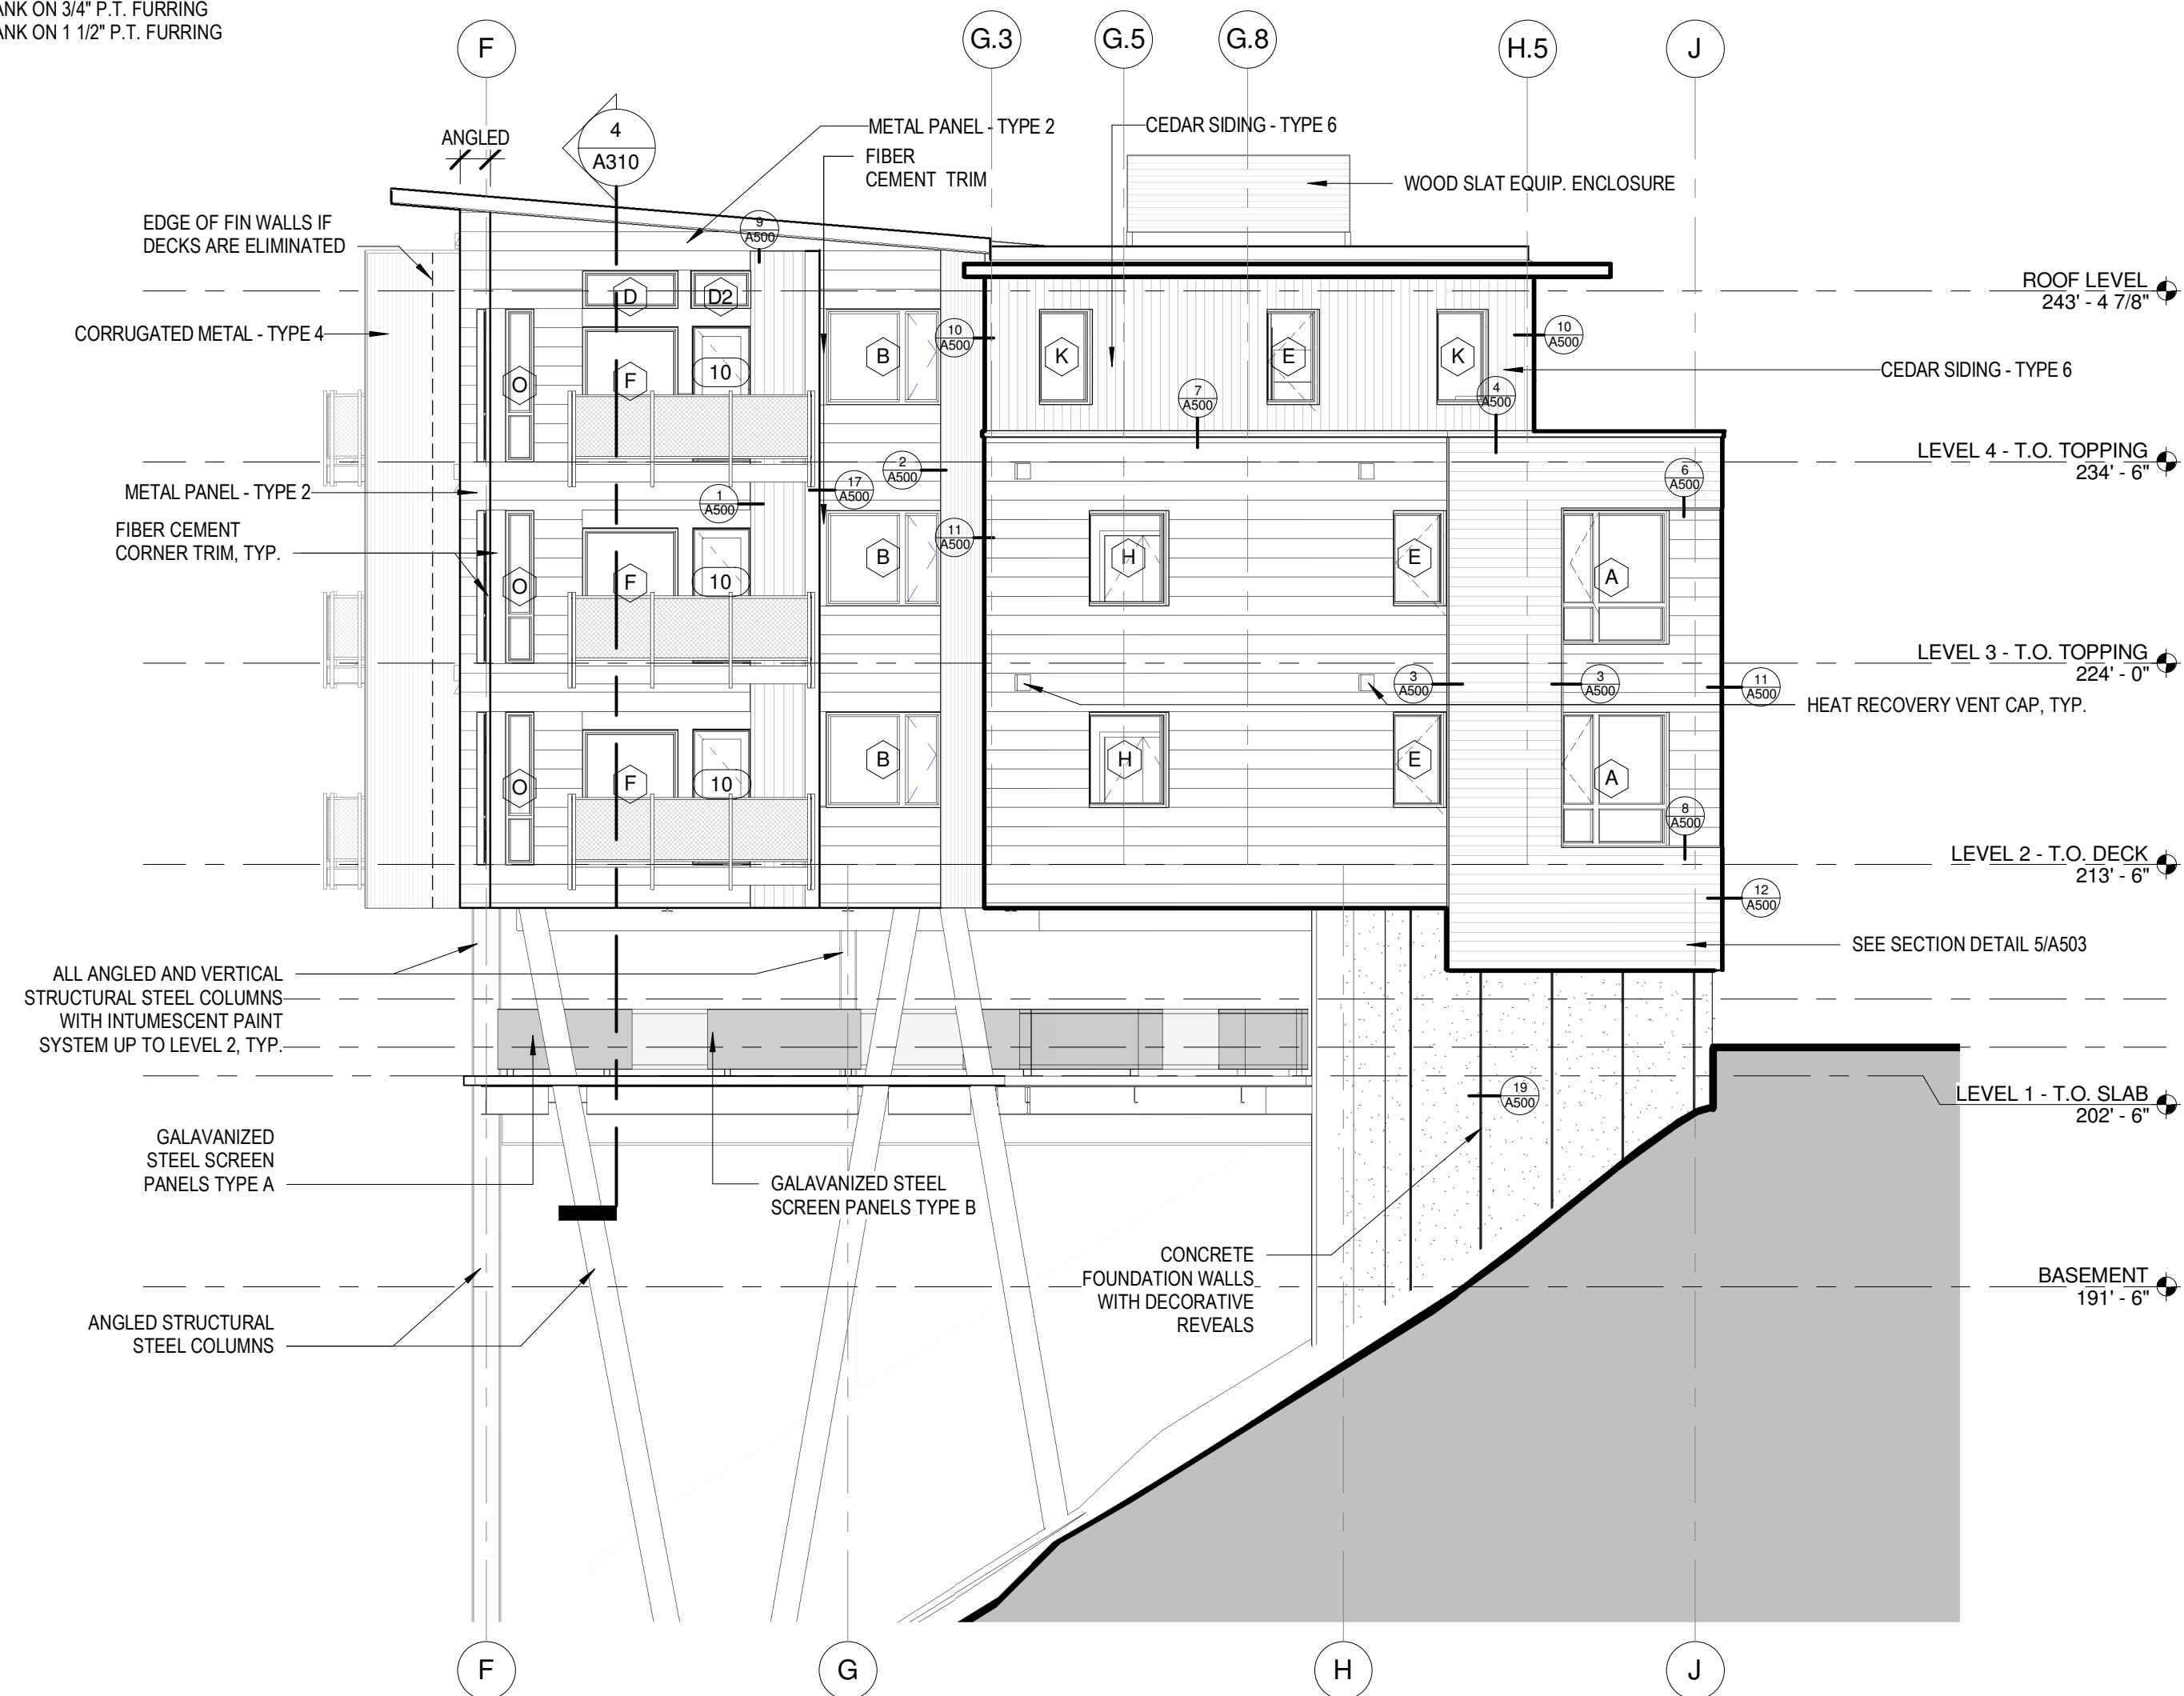 ANK ON 3/4" P.T. FURRING
ANK ON 1 1/2" P.T. FURRING
F
G.3
G.5
G.8
H.5
J
ANGLED
4
A310
METAL PANEL - TYPE 2
FIBER
CEMENT TRIM
CEDAR SIDING - TYPE 6
WOOD SLAT EQUIP. ENCLOSURE
EDGE OF FIN WALLS IF
DECKS ARE ELIMINATED
9
A500
D
D2
ROOF LEVEL
243' - 4 7/8"
CORRUGATED METAL - TYPE 4
O
F
10
B
10
A500
K
E
K
10
A500
CEDAR SIDING - TYPE 6
7
A500
4
A500
LEVEL 4 - T.O. TOPPING
234' - 6"
METAL PANEL - TYPE 2
2
A500
17
A500
1
A500
6
A500
FIBER CEMENT
CORNER TRIM, TYP.
O
F
10
B
11
A500
H
E
A
LEVEL 3 - T.O. TOPPING
224' - 0"
3
A500
3
A500
11
A500
HEAT RECOVERY VENT CAP, TYP.
O
F
10
B
H
E
A
8
A500
LEVEL 2 - T.O. DECK
213' - 6"
12
A500
SEE SECTION DETAIL 5/A503
ALL ANGLED AND VERTICAL
STRUCTURAL STEEL COLUMNS
WITH INTUMESCENT PAINT
SYSTEM UP TO LEVEL 2, TYP.
19
A500
LEVEL 1 - T.O. SLAB
202' - 6"
GALAVANIZED
STEEL SCREEN
PANELS TYPE A
GALAVANIZED STEEL
SCREEN PANELS TYPE B
CONCRETE
FOUNDATION WALLS
WITH DECORATIVE
REVEALS
BASEMENT
191' - 6"
ANGLED STRUCTURAL
STEEL COLUMNS
F
G
H
J